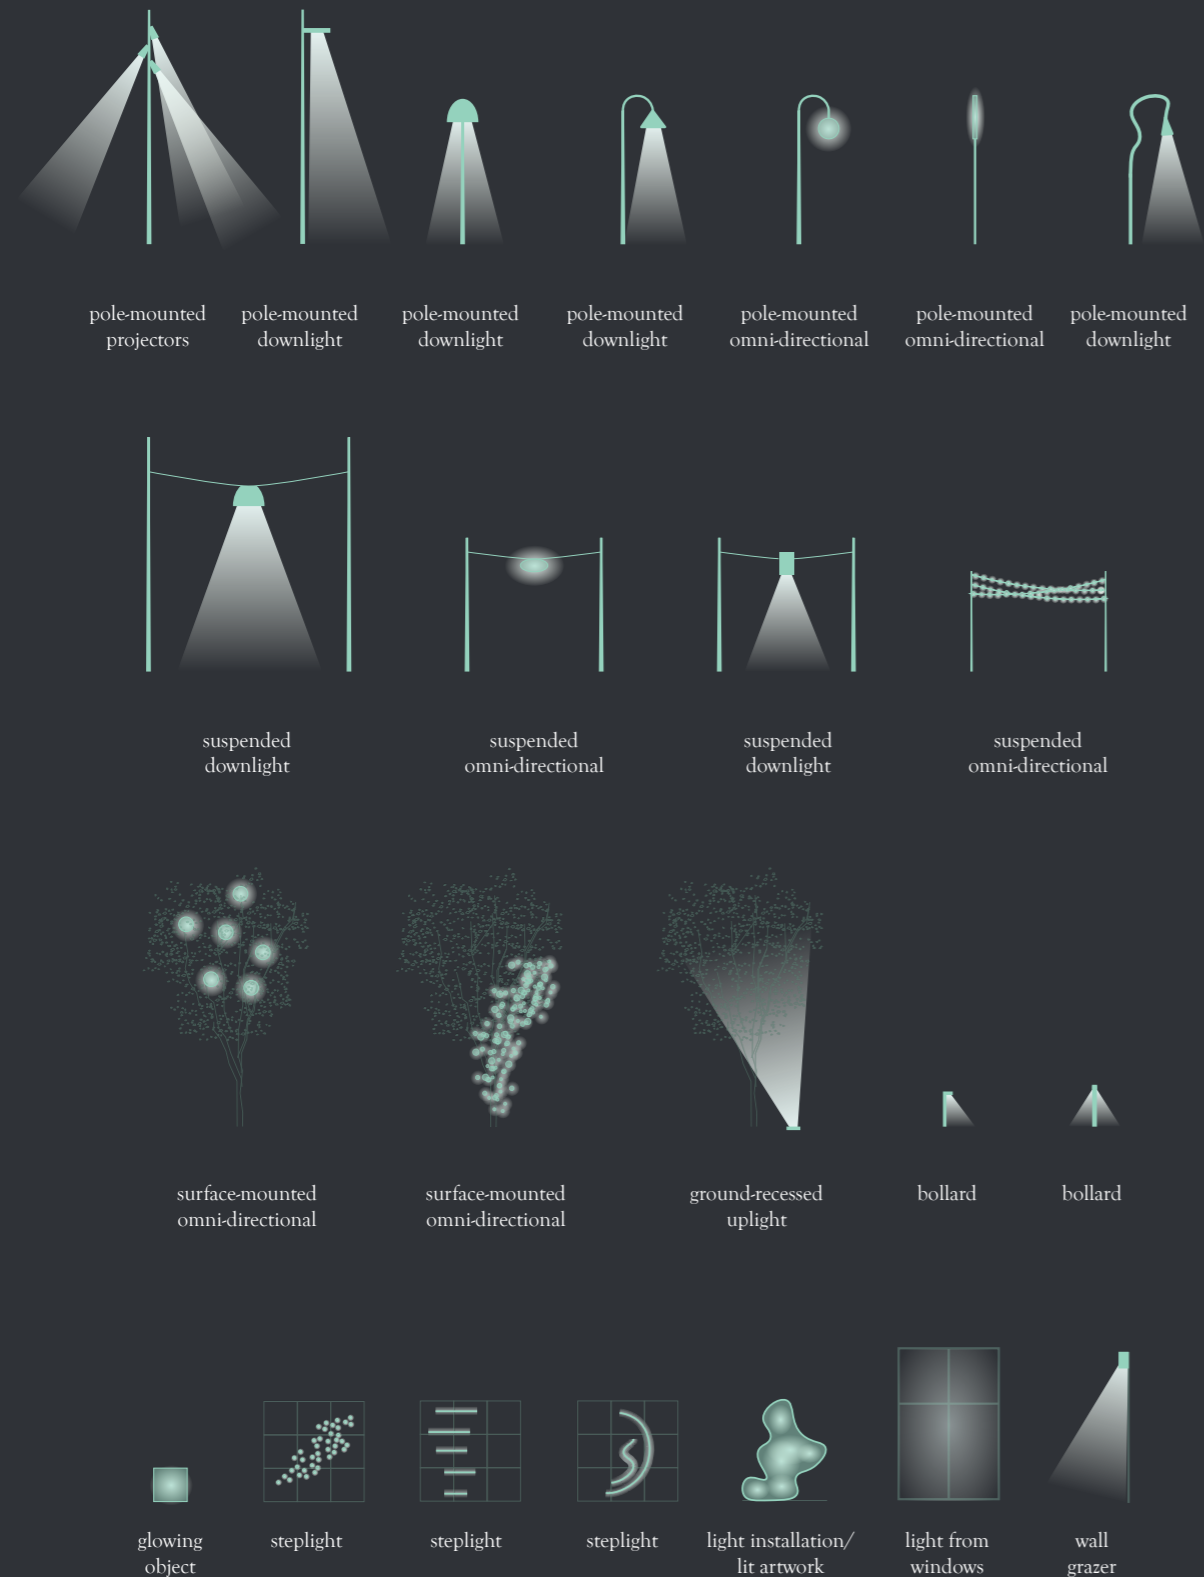 pole-mounted
projectors
pole-mounted
downlight
pole-mounted
downlight
pole-mounted
downlight
pole-mounted
omni-directional
pole-mounted
omni-directional
pole-mounted
downlight
suspended
downlight
suspended
omni-directional
suspended
downlight
suspended
omni-directional
surface-mounted
omni-directional
surface-mounted
omni-directional
ground-recessed
uplight
bollard
bollard
glowing
object
steplight
steplight
steplight
light installation/
lit artwork
light from
windows
wall
grazer